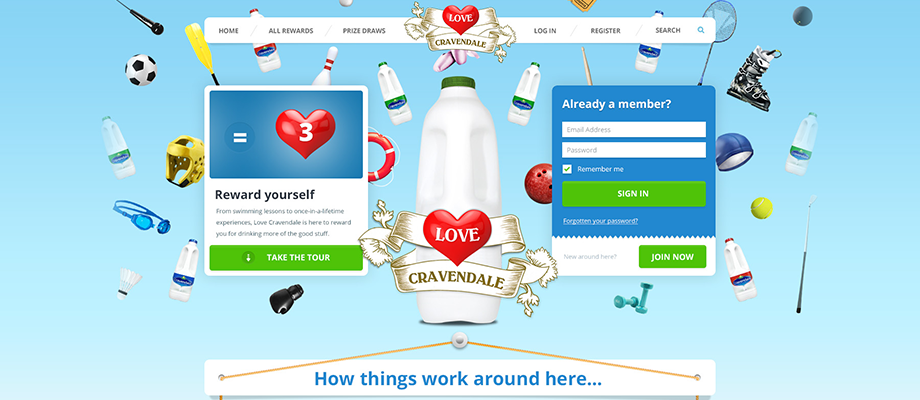 HOME
ALL REWARDS
PRIZE DRAWS
LOVE
CRAVENDALE
LOG IN
REGISTER
SEARCH
= 3
Reward yourself
From swimming lessons to once-in-a-lifetime
experiences, Love Cravendale is here to reward
you for drinking more of the good stuff.
TAKE THE TOUR
LOVE
CRAVENDALE
Already a member?
Email Address
Password
Remember me
SIGN IN
Forgotten your password?
New around here?
JOIN NOW
How things work around here...